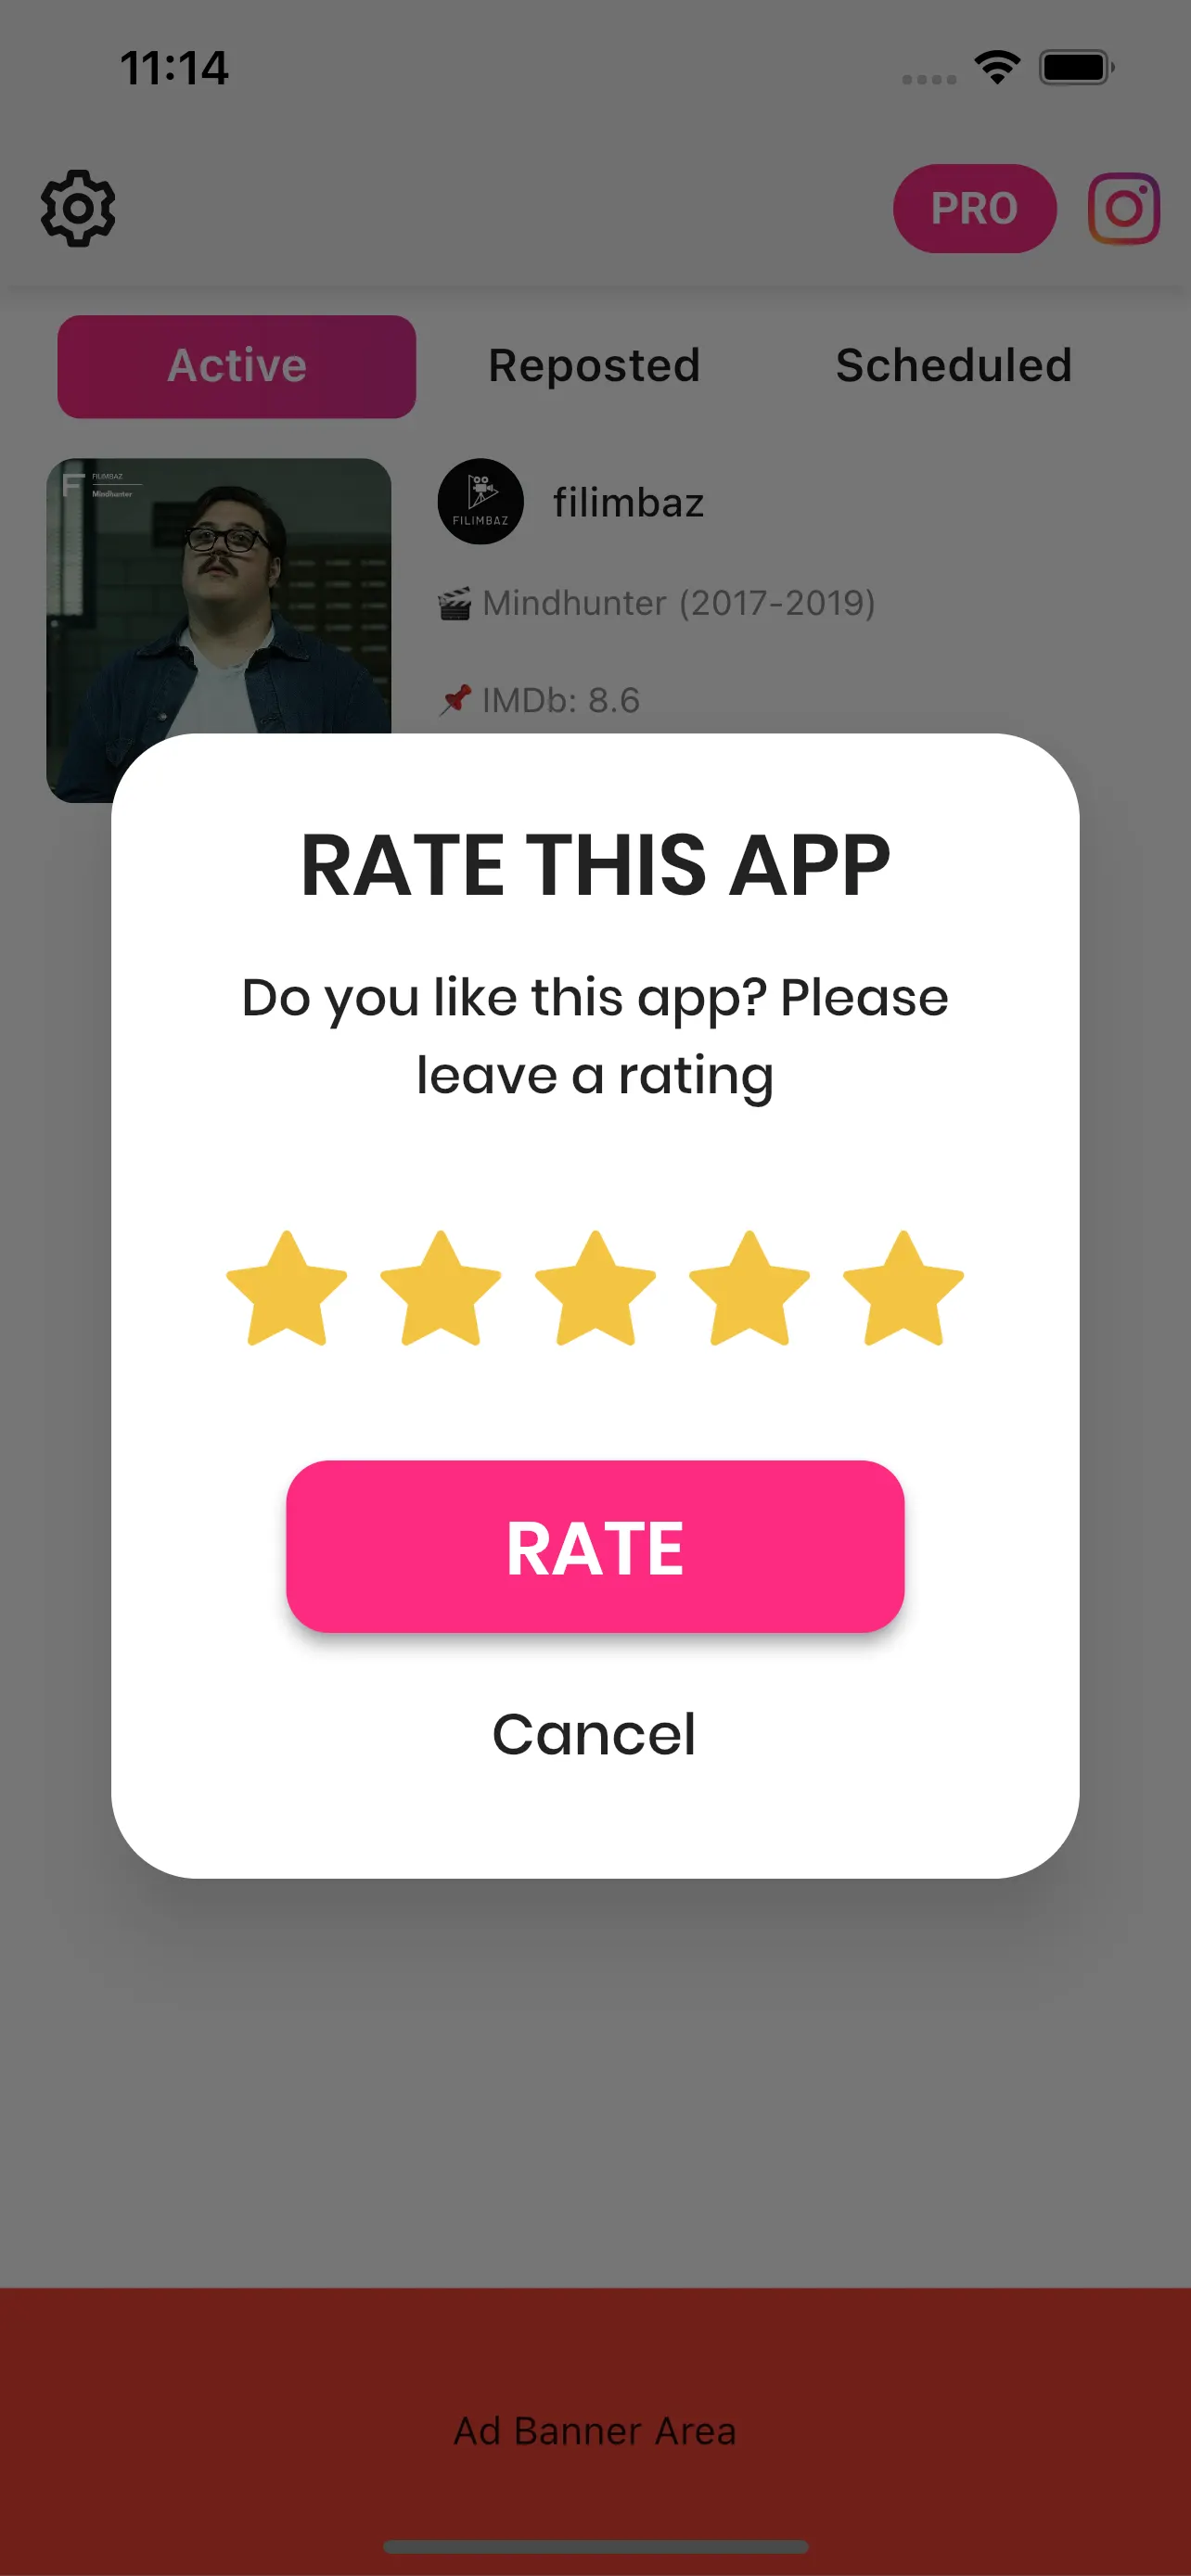 11:14
PRO
Active
Reposted
Scheduled
F
FILIMBAZ
Mindhunter
FILIMBAZ
filimbaz
🎬 Mindhunter (2017-2019)
📌 IMDb: 8.6
RATE THIS APP
Do you like this app? Please
leave a rating
RATE
Cancel
Ad Banner Area